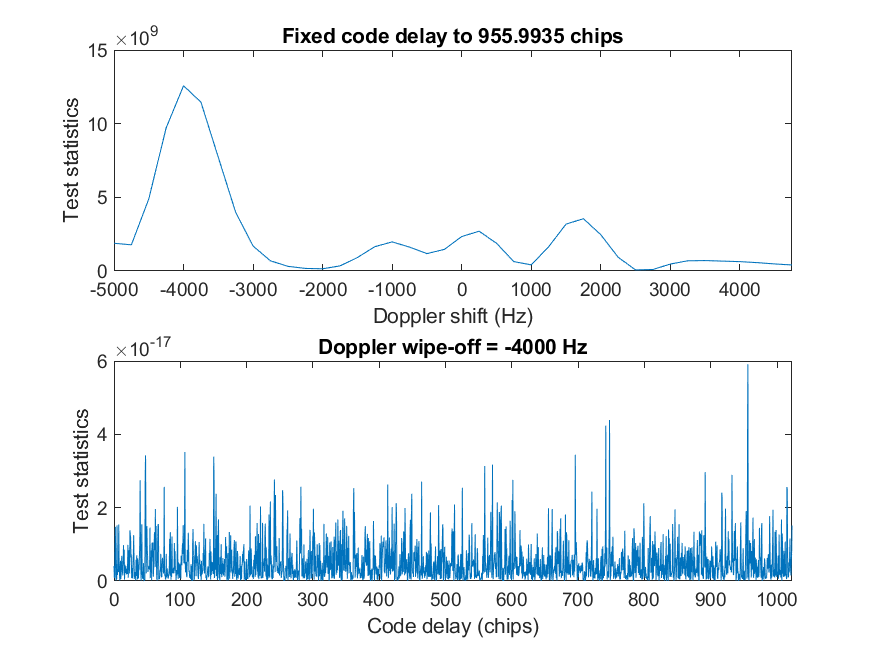 Fixed code delay to 955.9935 chips
×10^9
15
10
5
0
Test statistics
-5000 -4000 -3000 -2000 -1000 0 1000 2000 3000 4000
Doppler shift (Hz)
Doppler wipe-off = -4000 Hz
×10^-17
6
4
2
0
Test statistics
0 100 200 300 400 500 600 700 800 900 1000
Code delay (chips)